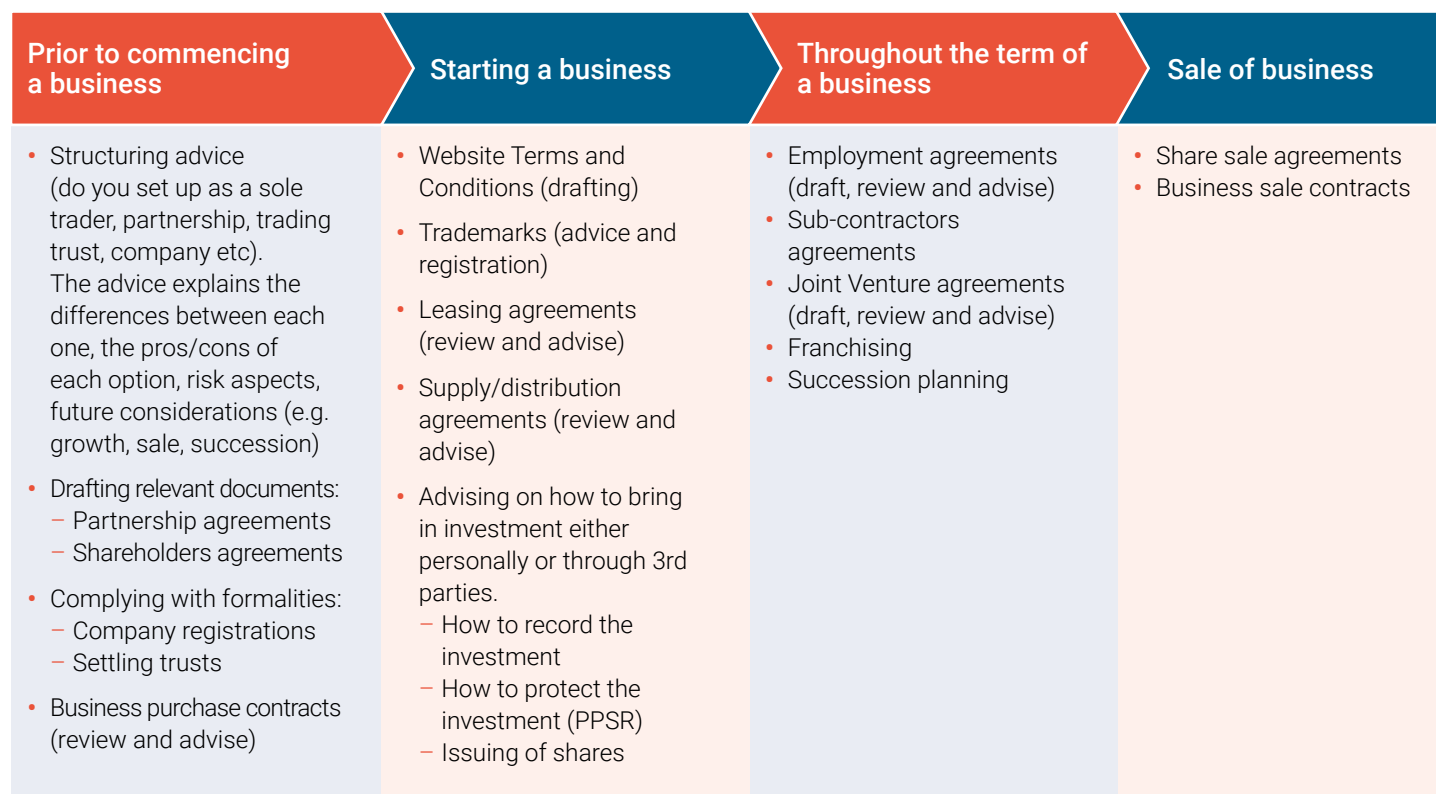 Prior to commencing
a business
Starting a business
Throughout the term of
a business
Sale of business
• Structuring advice
(do you set up as a sole
trader, partnership, trading
trust, company etc).
The advice explains the
differences between each
one, the pros/cons of
each option, risk aspects,
future considerations (e.g.
growth, sale, succession)
• Drafting relevant documents:
– Partnership agreements
– Shareholders agreements
• Complying with formalities:
– Company registrations
– Settling trusts
• Business purchase contracts
(review and advise)
• Website Terms and
Conditions (drafting)
• Trademarks (advice and
registration)
• Leasing agreements
(review and advise)
• Supply/distribution
agreements (review and
advise)
• Advising on how to bring
in investment either
personally or through 3rd
parties.
– How to record the
investment
– How to protect the
investment (PPSR)
– Issuing of shares
• Employment agreements
(draft, review and advise)
• Sub-contractors
agreements
• Joint Venture agreements
(draft, review and advise)
• Franchising
• Succession planning
• Share sale agreements
• Business sale contracts